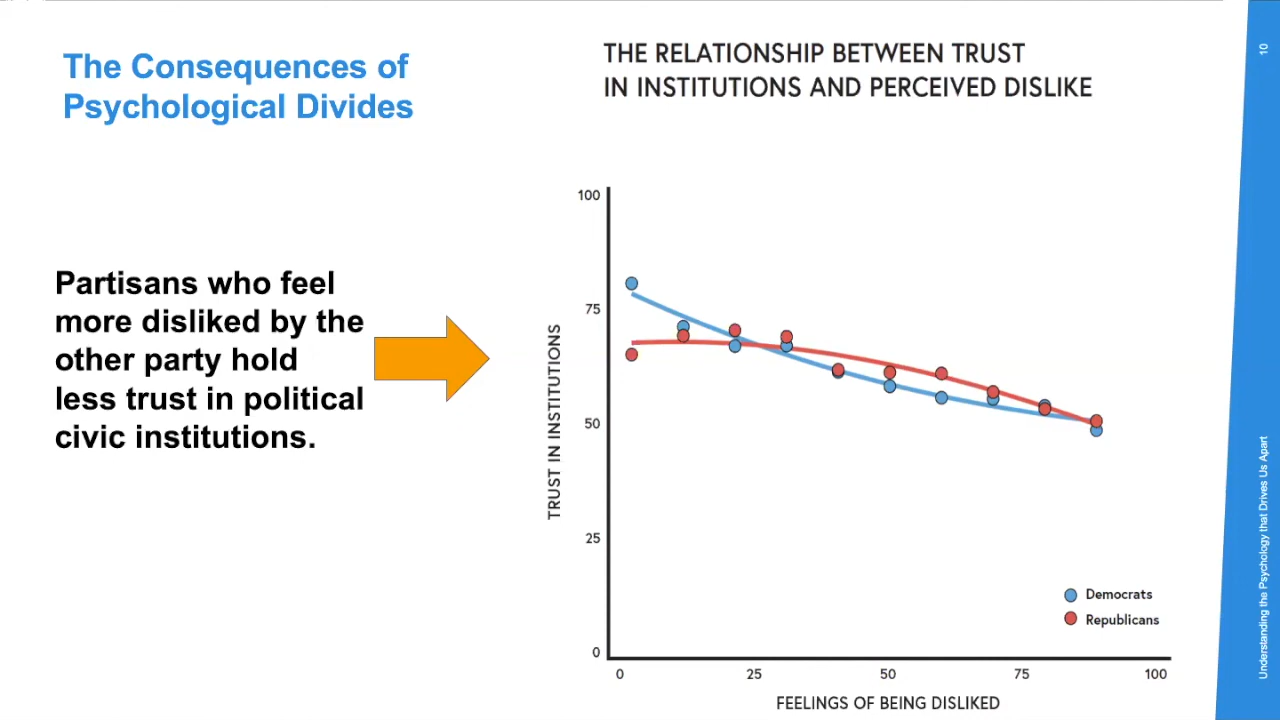 The Consequences of
Psychological Divides
Partisans who feel
more disliked by the
other party hold
less trust in political
civic institutions.
THE RELATIONSHIP BETWEEN TRUST
IN INSTITUTIONS AND PERCEIVED DISLIKE
TRUST IN INSTITUTIONS
100
75
50
25
0
0 25 50 75 100
FEELINGS OF BEING DISLIKED
Democrats
Republicans
10
Understanding the Psychology that Drives Us Apart